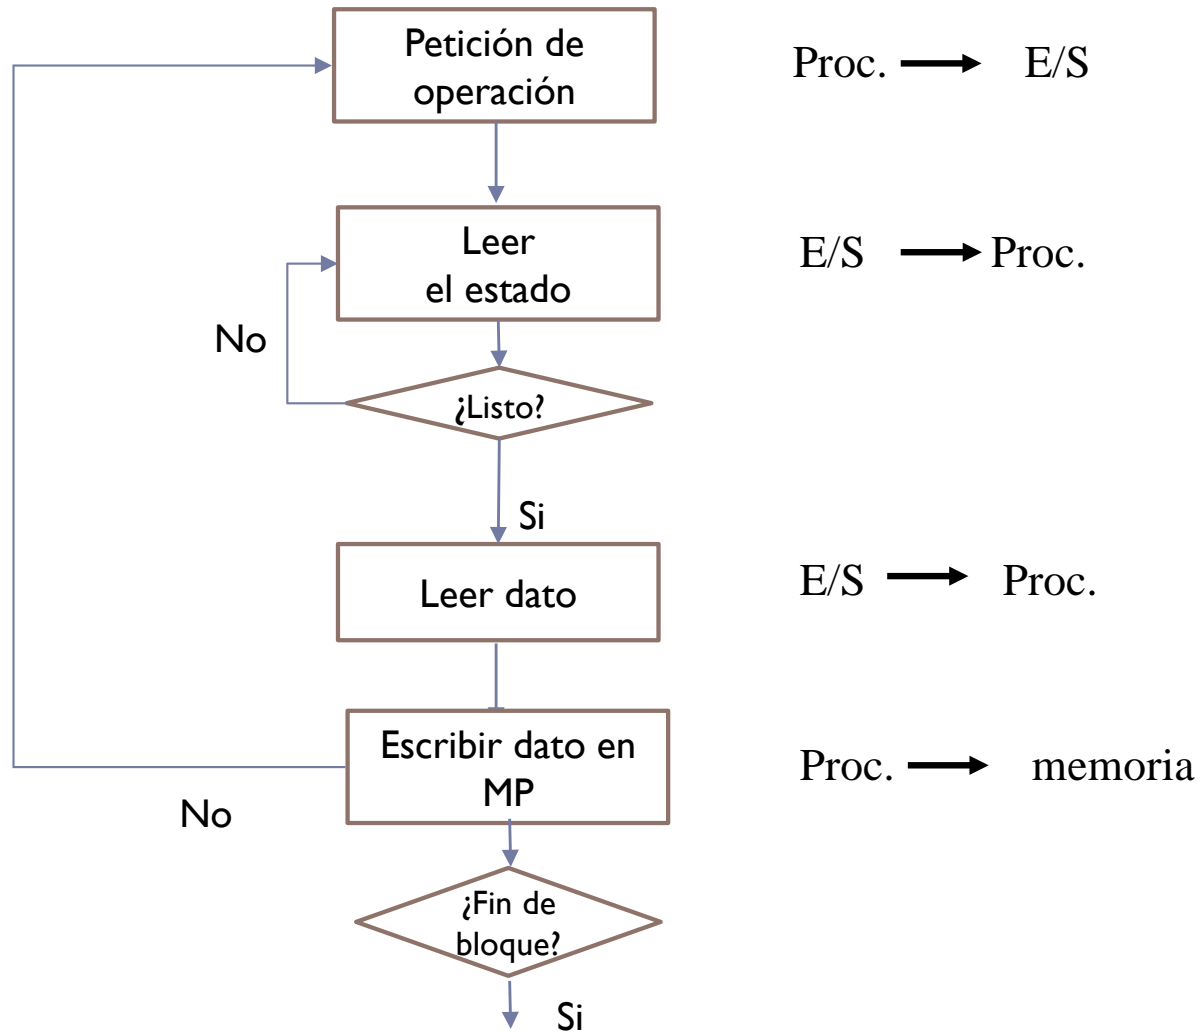 Petición de
operación
Proc. E/S
Leer
el estado
E/S Proc.
No
¿Listo?
Si
Leer dato
E/S Proc.
Escribir dato en
MP
Proc. memoria
No
¿Fin de
bloque?
Si